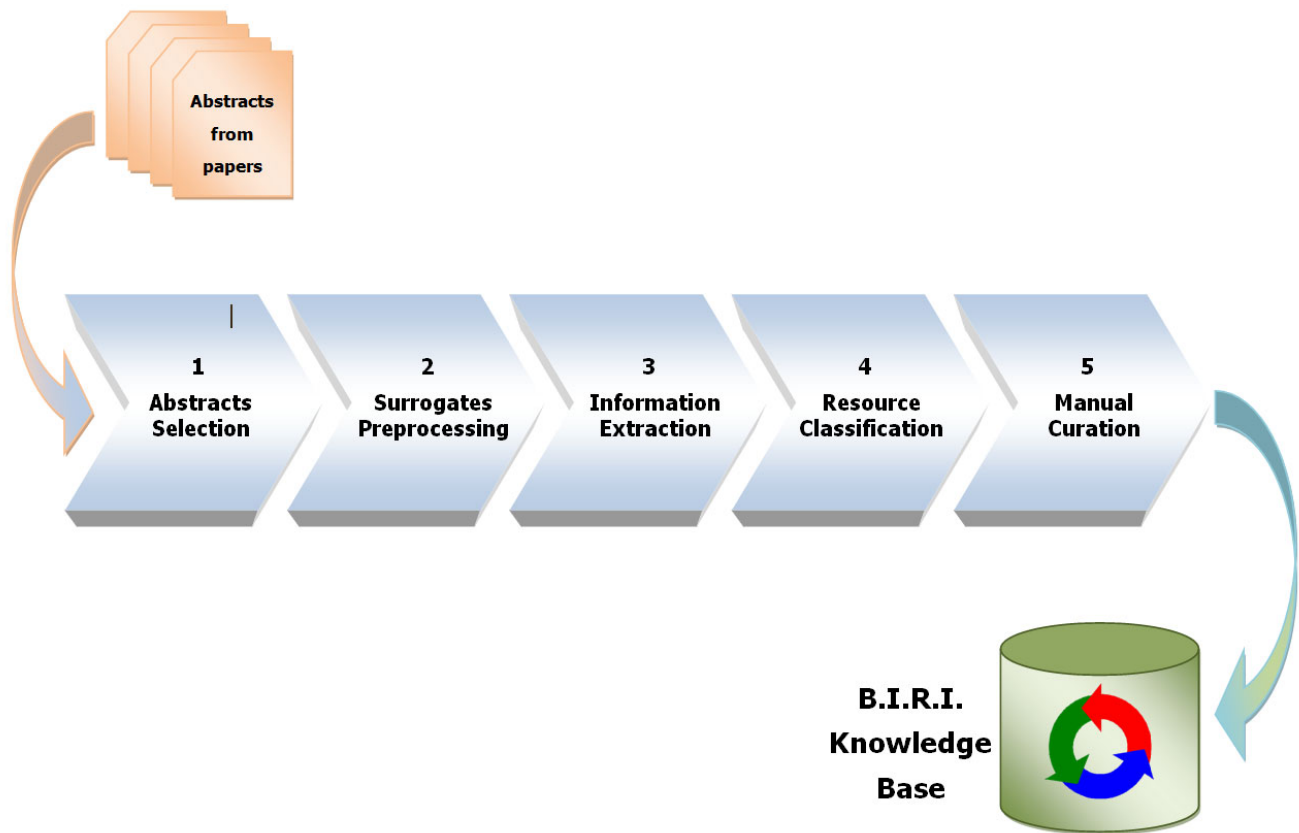 Abstracts
from
papers
1
Abstracts
Selection
2
Surrogates
Preprocessing
3
Information
Extraction
4
Resource
Classification
5
Manual
Curation
B.I.R.I.
Knowledge
Base